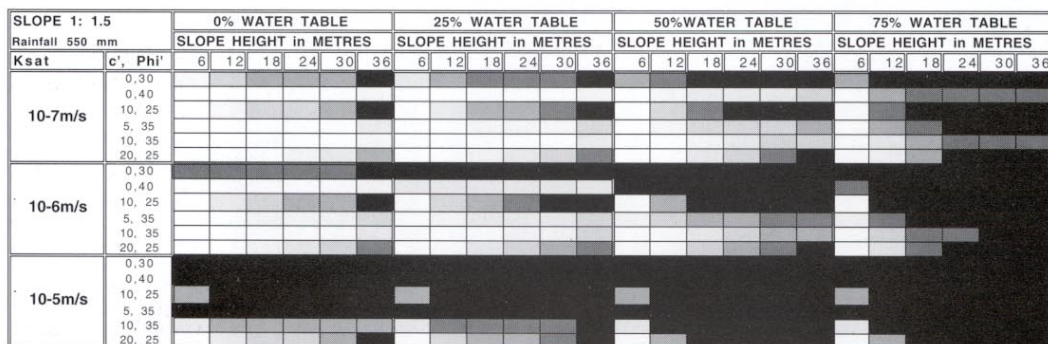 SLOPE 1: 1.5 0% WATER TABLE 25% WATER TABLE 50%WATER TABLE 75% WATER TABLE
Rainfall 550 mm SLOPE HEIGHT in METRES SLOPE HEIGHT in METRES SLOPE HEIGHT in METRES SLOPE HEIGHT in METRES
Ksat c', Phi' 6 12 18 24 30 36 6 12 18 24 30 36 6 12 18 24 30 36 6 12 18 24 30 36
0,30
0,40
10-7m/s 10, 25
5, 35
10, 35
20, 25
0,30
0,40
10-6m/s 10, 25
5, 35
10, 35
20, 25
0,30
0,40
10-5m/s 10, 25
5, 35
10, 35
20, 25